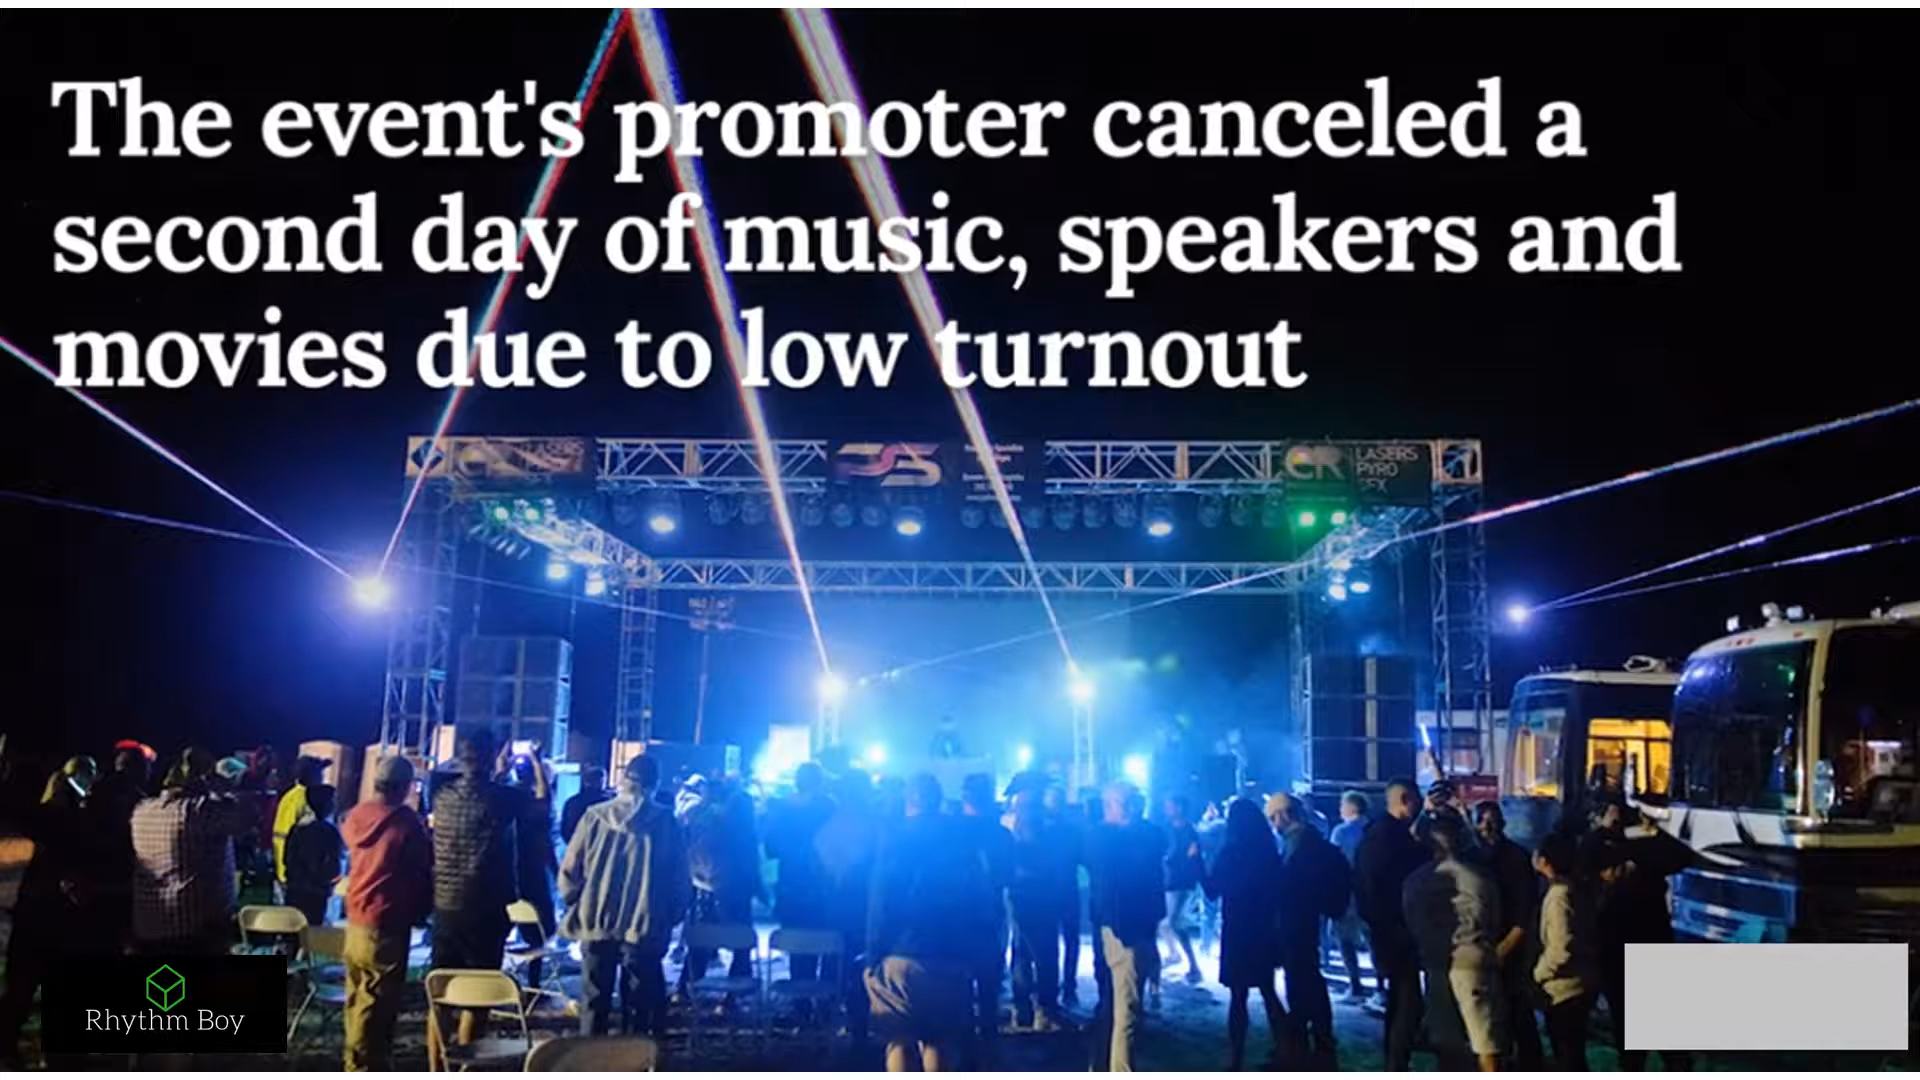 The event's promoter canceled a
second day of music, speakers and
movies due to low turnout
LASERS
LASERS
PYRO
Rhythm Boy